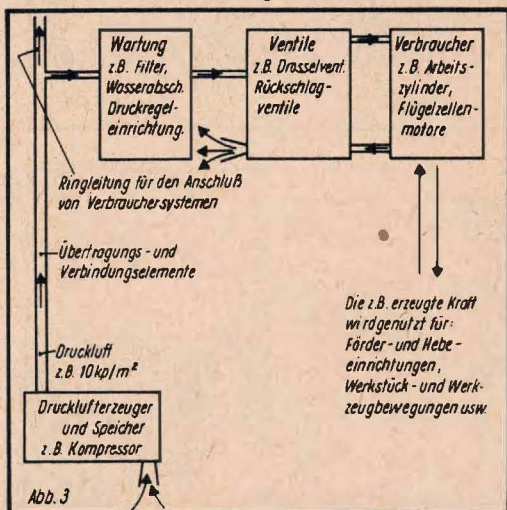 Wartung
z.B. Filter,
Wasserabsch.
Druckregel-
einrichtung.
Ventile
z.B. Drosselvent.
Rückschlag-
ventile
Verbraucher
z.B. Arbeits-
zylinder,
Flügelzellen-
motore
Ringleitung für den Anschluß
von Verbrauchersystemen
Übertragungs- und
Verbindungselemente
Druckluft
z.B. 10 kp/m²
Drucklufterzeuger
und Speicher
z.B. Kompressor
Die z.B. erzeugte Kraft
wird genutzt für:
Förder- und Hebe-
einrichtungen,
Werkstück- und Werk-
zeugbewegungen usw.
Abb. 3